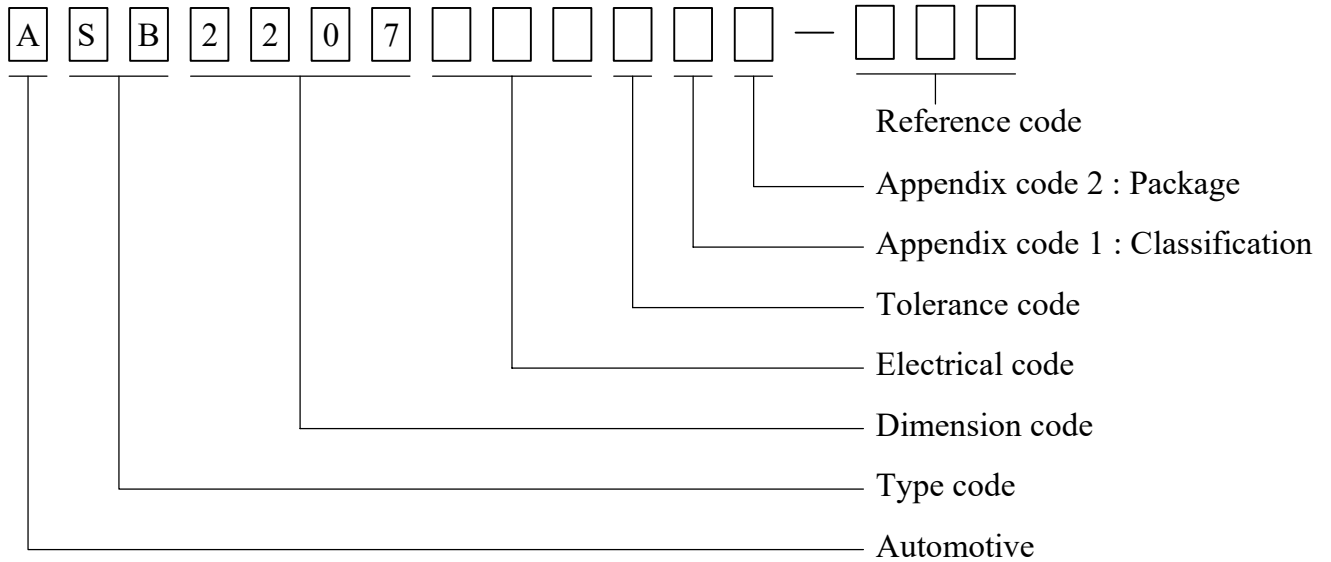 A S B 2 2 0 7 —
Reference code
Appendix code 2 : Package
Appendix code 1 : Classification
Tolerance code
Electrical code
Dimension code
Type code
Automotive